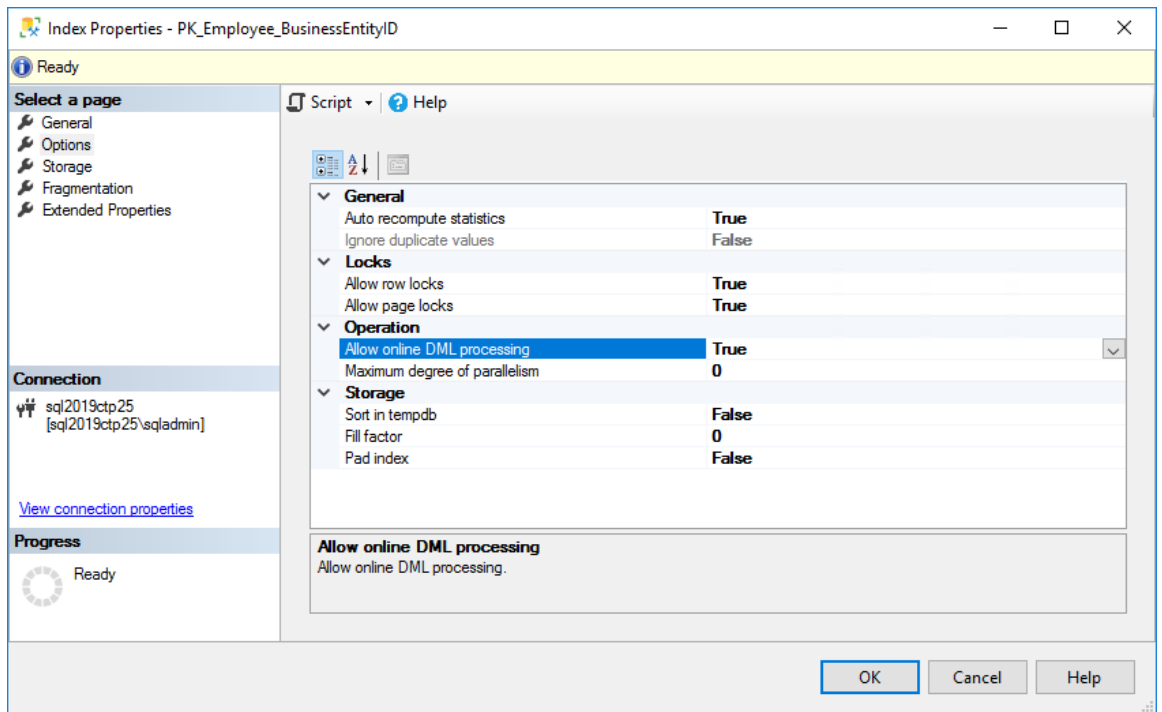 Index Properties - PK_Employee_BusinessEntityID
Ready
Select a page
General
Options
Storage
Fragmentation
Extended Properties
Connection
sql2019ctp25
[sql2019ctp25\sqladmin]
View connection properties
Progress
Ready
Script Help
General
Auto recompute statistics True
Ignore duplicate values False
Locks
Allow row locks True
Allow page locks True
Operation
Allow online DML processing True
Maximum degree of parallelism 0
Storage
Sort in tempdb False
Fill factor 0
Pad index False
Allow online DML processing
Allow online DML processing.
OK Cancel Help